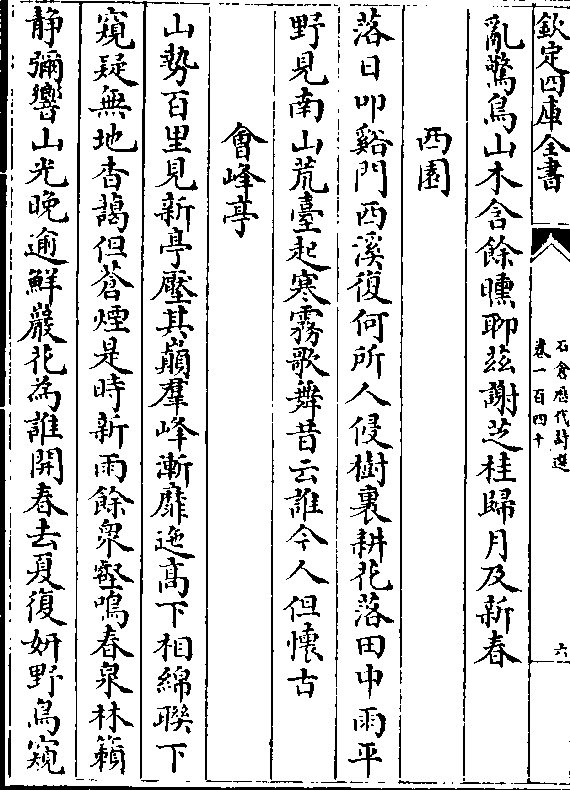 欽定四庫全書
石倉歷代詩選
卷一百四十
六
亂驚鳥山木含餘曛聊兹謝芝桂歸月及新春
西園
落日叩谿門西溪復何所人侵樹裏耕花落田中雨平
野見南山荒臺起寒霧歌舞昔云誰今人但懷古
會峰亭
山勢百里見新亭壓其巔羣峰漸靡迤高下相綿聯下
窺疑無地杳藹但蒼煙是時新雨餘衆壑鳴春泉林籟
静彌響山光晚逾鮮巖花為誰開春去夏復妍野鳥窺